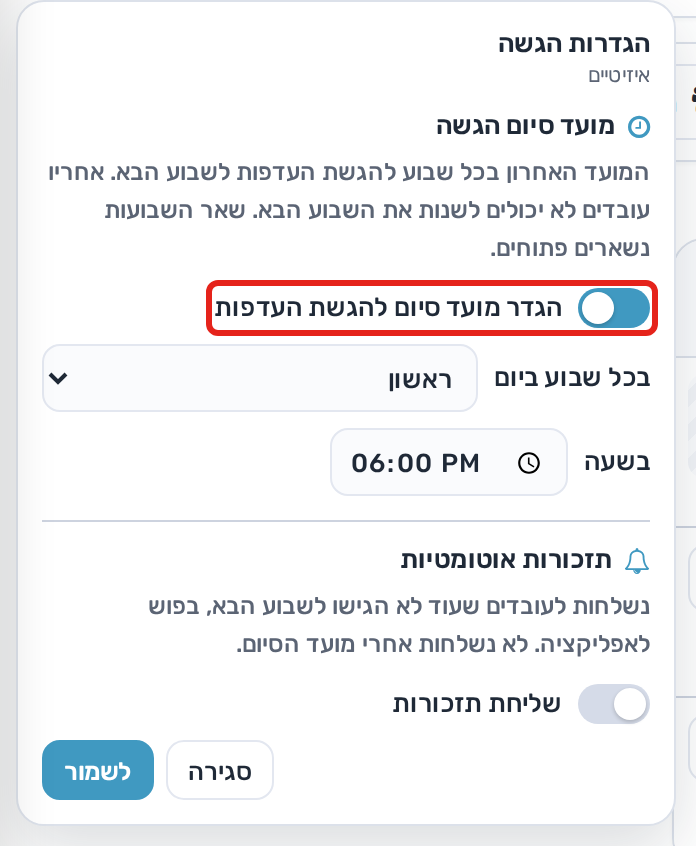 הגדרות הגשה
איזיטיים
מועד סיום הגשה
המועד האחרון בכל שבוע להגשת העדפות לשבוע הבא. אחריו
עובדים לא יכולים לשנות את השבוע הבא. שאר השבועות
נשארים פתוחים.
הגדר מועד סיום להגשת העדפות
בכל שבוע ביום
ראשון
בשעה
06:00 PM
תזכורות אוטומטיות
נשלחות לעובדים שעוד לא הגישו לשבוע הבא, בפוש
לאפליקציה. לא נשלחות אחרי מועד הסיום.
שליחת תזכורות
סגירה
לשמור